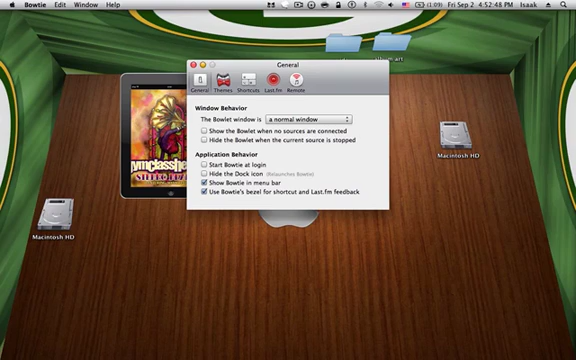 Bowtie Edit Window Help
(1:09) Fri Sep 2 4:52:48 PM Isaak
General
General Themes Shortcuts Last.fm Remote
art
Window Behavior
The Bowlet window is a normal window
Show the Bowlet when no sources are connected
Hide the Bowlet when the current source is stopped
Application Behavior
Start Bowtie at login
Hide the Dock icon (Relaunches Bowtie)
Show Bowtie in menu bar
Use Bowtie's bezel for shortcut and Last.fm feedback
Macintosh HD
Macintosh HD